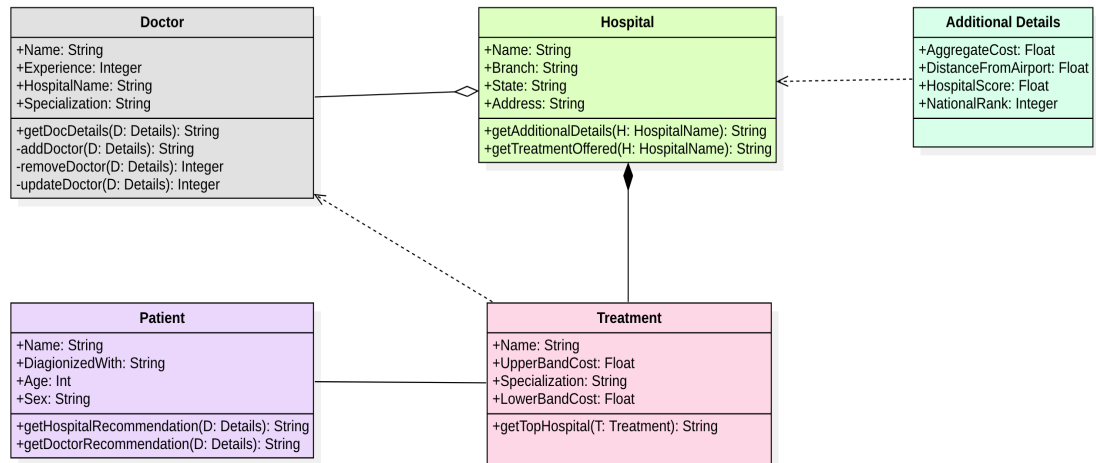 Doctor
+Name: String
+Experience: Integer
+HospitalName: String
+Specialization: String
+getDocDetails(D: Details): String
-addDoctor(D: Details): String
-removeDoctor(D: Details): Integer
-updateDoctor(D: Details): Integer
Hospital
+Name: String
+Branch: String
+State: String
+Address: String
+getAdditionalDetails(H: HospitalName): String
+getTreatmentOffered(H: HospitalName): String
Additional Details
+AggregateCost: Float
+DistanceFromAirport: Float
+HospitalScore: Float
+NationalRank: Integer
Patient
+Name: String
+DiagionizedWith: String
+Age: Int
+Sex: String
+getHospitalRecommendation(D: Details): String
+getDoctorRecommendation(D: Details): String
Treatment
+Name: String
+UpperBandCost: Float
+Specialization: String
+LowerBandCost: Float
+getTopHospital(T: Treatment): String